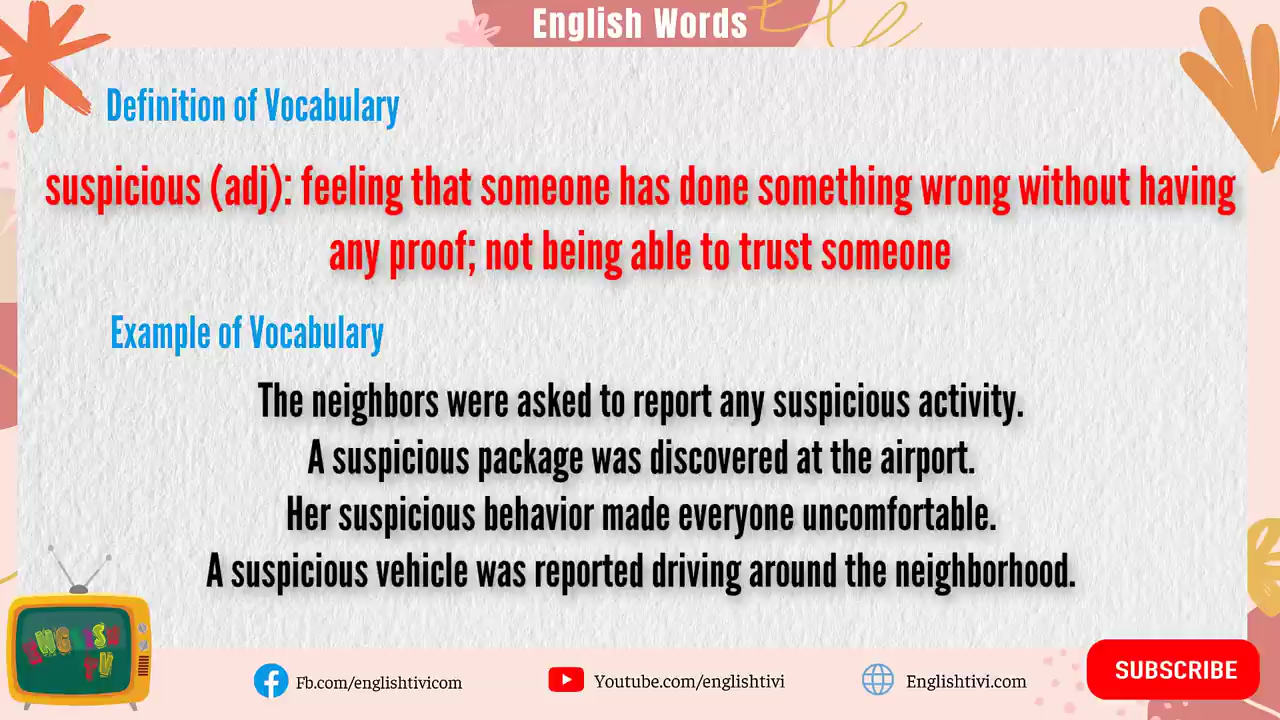 English Words
Definition of Vocabulary
suspicious (adj): feeling that someone has done something wrong without having
any proof; not being able to trust someone
Example of Vocabulary
The neighbors were asked to report any suspicious activity.
A suspicious package was discovered at the airport.
Her suspicious behavior made everyone uncomfortable.
A suspicious vehicle was reported driving around the neighborhood.
ENGLISH
TV
Fb.com/englishtivicom
Youtube.com/englishtivi
Englishtivi.com
SUBSCRIBE